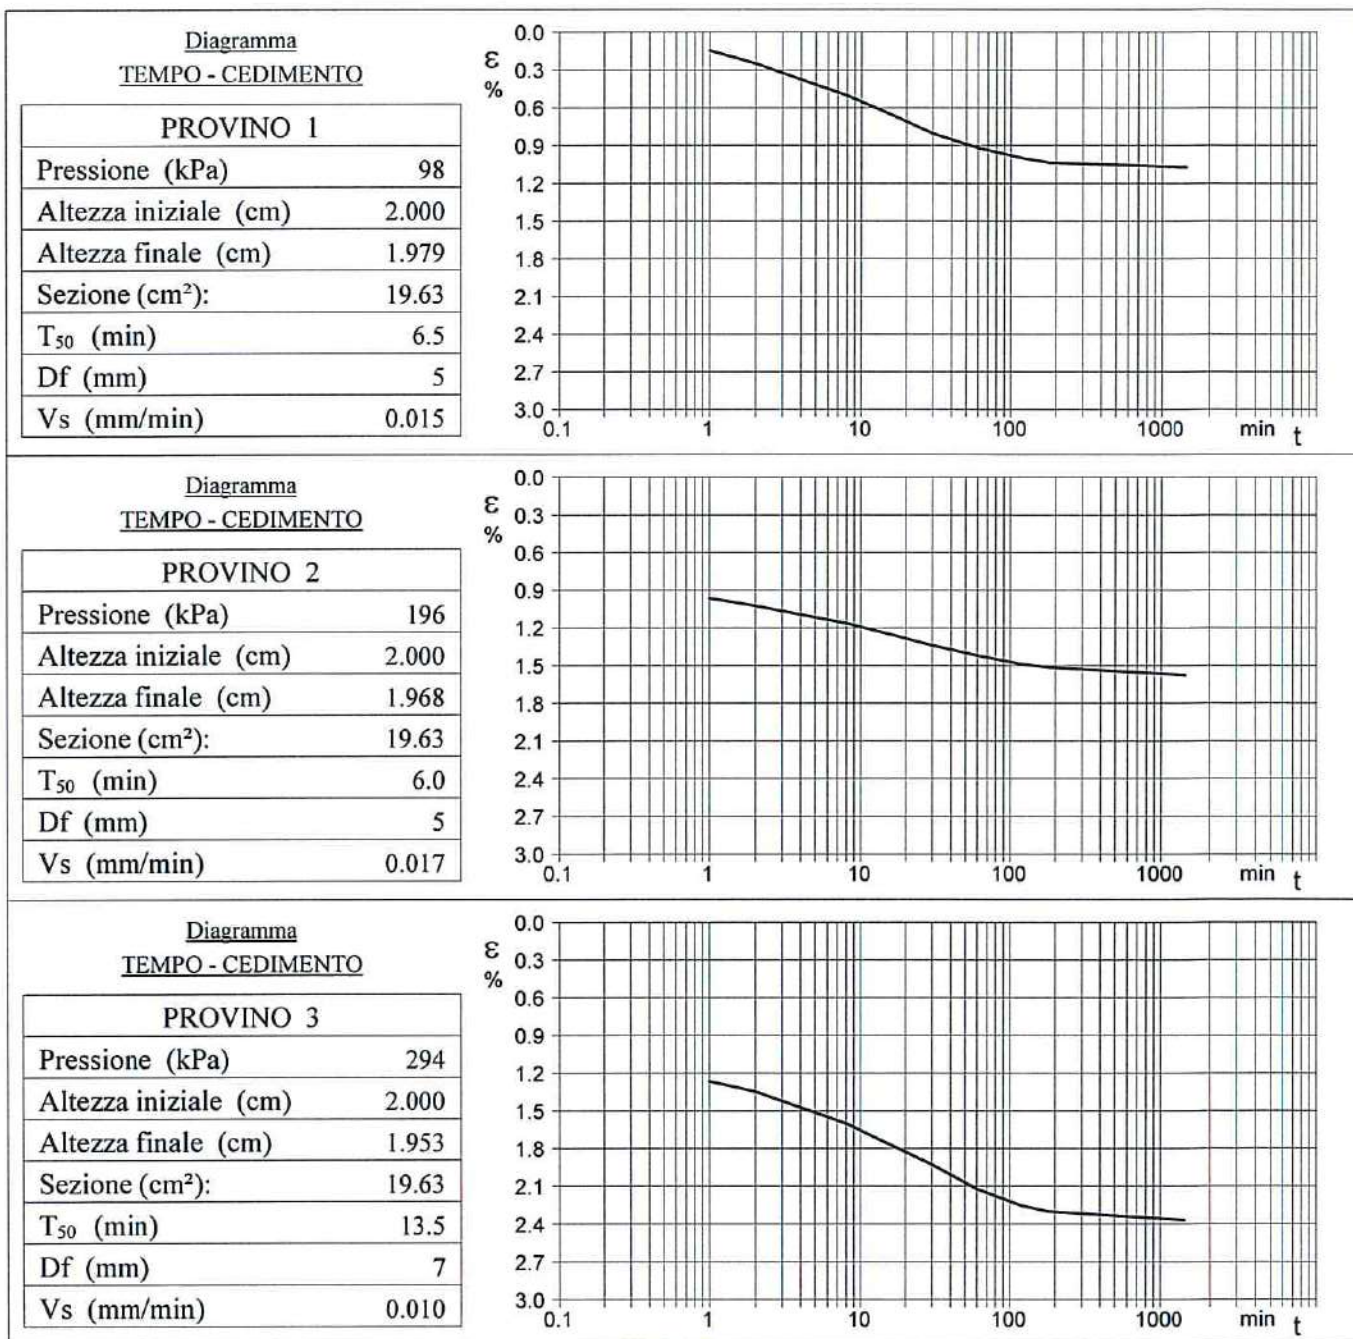 Diagramma
TEMPO - CEDIMENTO
PROVINO 1
Pressione (kPa) 98
Altezza iniziale (cm) 2.000
Altezza finale (cm) 1.979
Sezione (cm²): 19.63
T₅₀ (min) 6.5
Df (mm) 5
Vs (mm/min) 0.015
ε
%
0.0
0.3
0.6
0.9
1.2
1.5
1.8
2.1
2.4
2.7
3.0
0.1 1 10 100 1000 min t
Diagramma
TEMPO - CEDIMENTO
PROVINO 2
Pressione (kPa) 196
Altezza iniziale (cm) 2.000
Altezza finale (cm) 1.968
Sezione (cm²): 19.63
T₅₀ (min) 6.0
Df (mm) 5
Vs (mm/min) 0.017
ε
%
0.0
0.3
0.6
0.9
1.2
1.5
1.8
2.1
2.4
2.7
3.0
0.1 1 10 100 1000 min t
Diagramma
TEMPO - CEDIMENTO
PROVINO 3
Pressione (kPa) 294
Altezza iniziale (cm) 2.000
Altezza finale (cm) 1.953
Sezione (cm²): 19.63
T₅₀ (min) 13.5
Df (mm) 7
Vs (mm/min) 0.010
ε
%
0.0
0.3
0.6
0.9
1.2
1.5
1.8
2.1
2.4
2.7
3.0
0.1 1 10 100 1000 min t